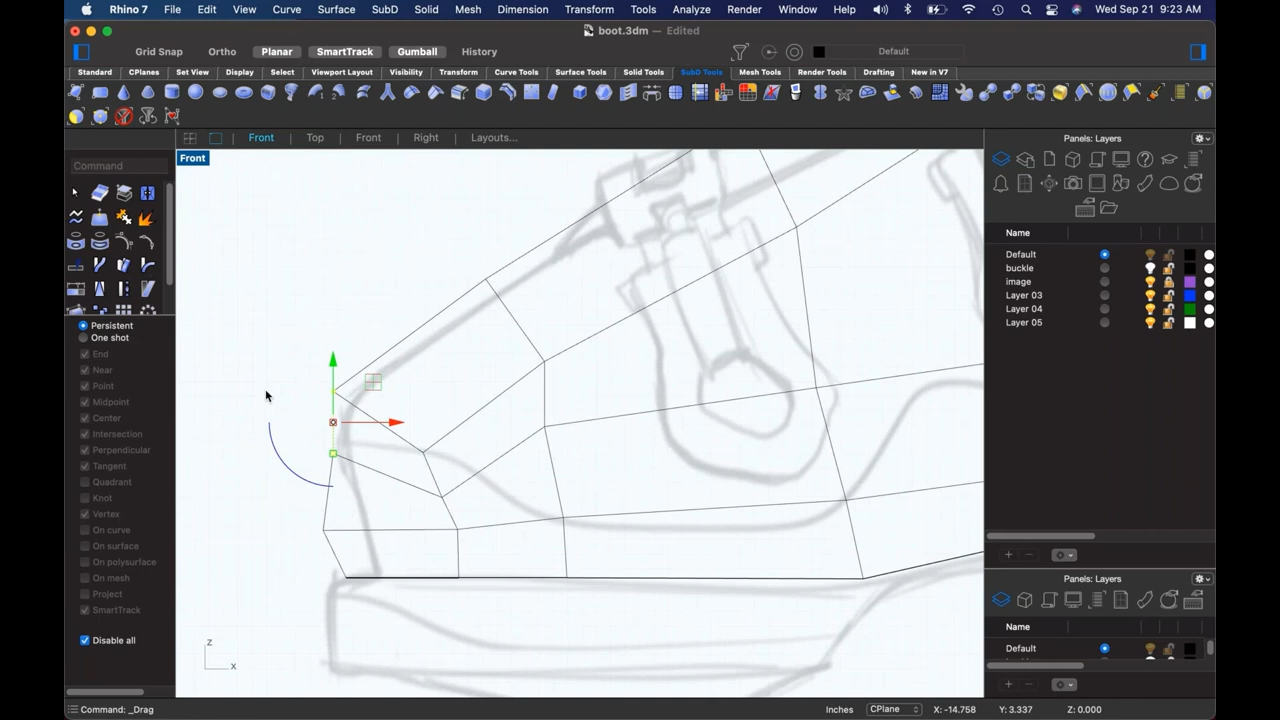 Rhino 7 File Edit View Curve Surface SubD Solid Mesh Dimension Transform Tools Analyze Render Window Help Wed Sep 21 9:23 AM
boot.3dm — Edited
Grid Snap Ortho Planar SmartTrack Gumball History Default
Standard CPlanes Set View Display Select Viewport Layout Visibility Transform Curve Tools Surface Tools Solid Tools SubD Tools Mesh Tools Render Tools Drafting New in V7
Front Top Front Right Layouts...
Panels: Layers
Front
Command
Name
Default
buckle
image
Layer 03
Layer 04
Layer 05
Persistent
One shot
End
Near
Point
Midpoint
Center
Intersection
Perpendicular
Tangent
Quadrant
Knot
Vertex
On curve
On surface
On polysurface
On mesh
Project
SmartTrack
Disable all
Panels: Layers
Name
Default
Z
X
Command: _Drag
Inches CPlane X: -14.758 Y: 3.337 Z: 0.000